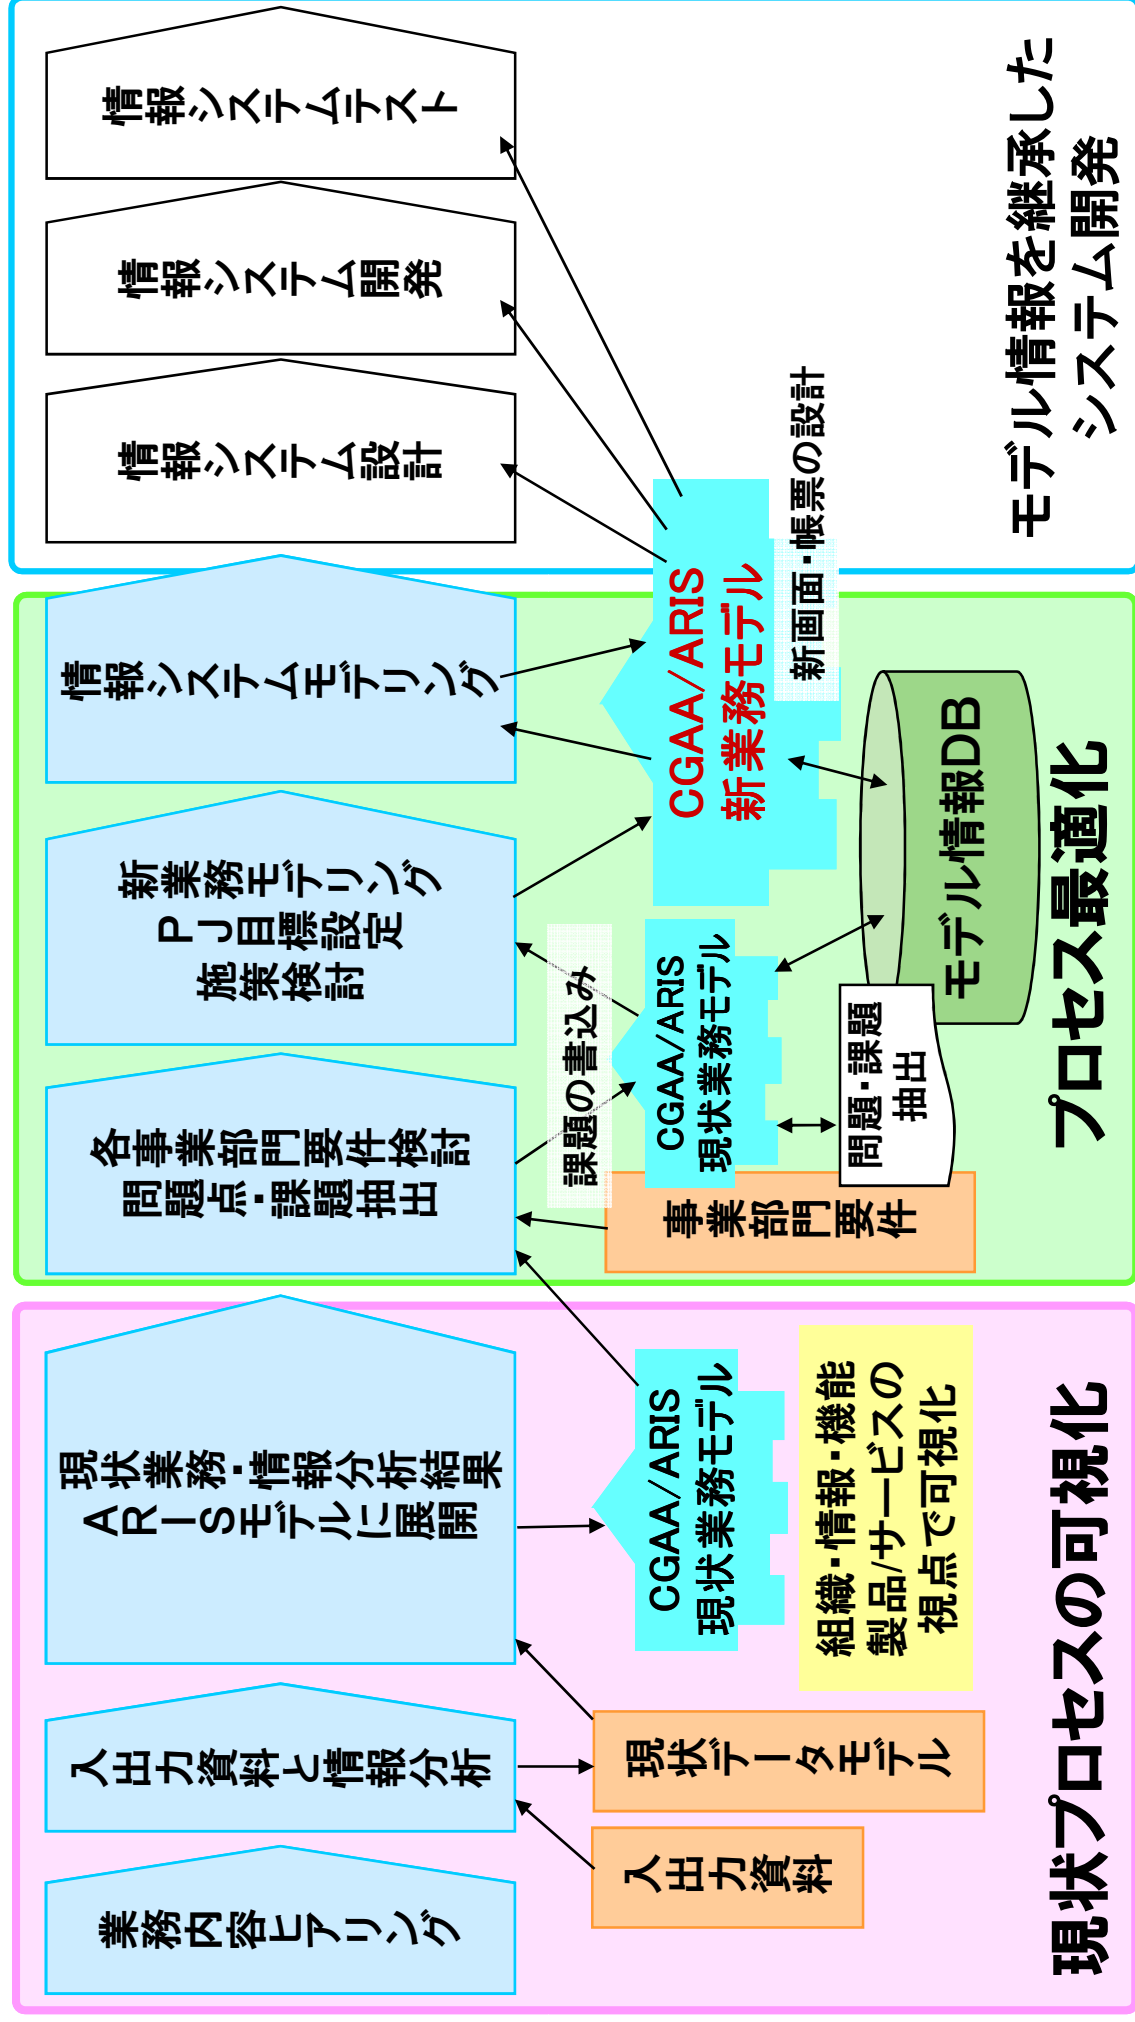 業務内容ヒアリング
入出力資料と情報分析
現状業務・情報分析結果
ARISモデルに展開
入出力資料
現状データモデル
CGAA/ARIS
現状業務モデル
組織・情報・機能
製品/サービスの
視点で可視化
現状プロセスの可視化
各事業部門要件検討
問題点・課題抽出
新業務モデリング
PJ目標設定
施策検討
情報システムモデリング
事業部門要件
課題の書込み
CGAA/ARIS
現状業務モデル
問題・課題
抽出
CGAA/ARIS
新業務モデル
新画面・帳票の設計
モデル情報DB
プロセス最適化
情報システム設計
情報システム開発
情報システムテスト
モデル情報を継承した
システム開発